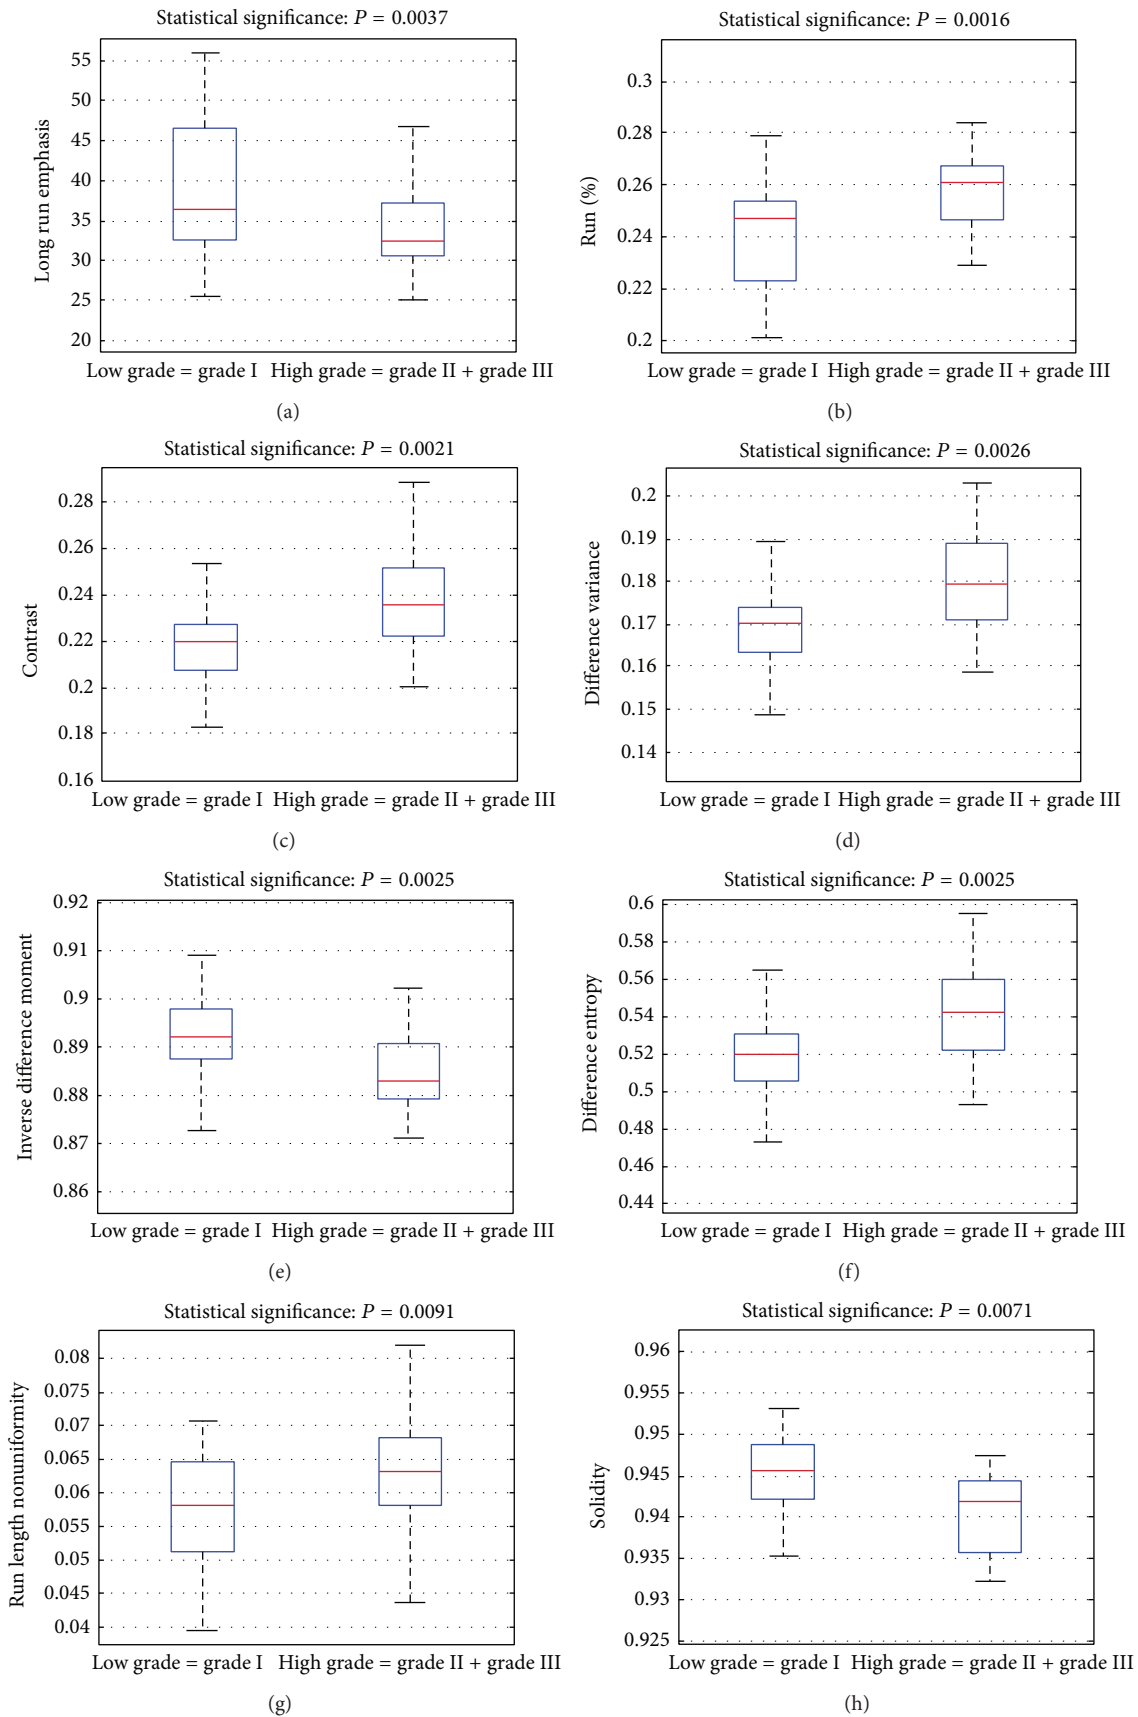 Statistical significance: P = 0.0037
55
50
45
40
35
30
25
20
Long run emphasis
Low grade = grade I High grade = grade II + grade III
(a)
Statistical significance: P = 0.0016
0.3
0.28
0.26
0.24
0.22
0.2
Run (%)
Low grade = grade I High grade = grade II + grade III
(b)
Statistical significance: P = 0.0021
0.28
0.26
0.24
0.22
0.2
0.18
0.16
Contrast
Low grade = grade I High grade = grade II + grade III
(c)
Statistical significance: P = 0.0026
0.2
0.19
0.18
0.17
0.16
0.15
0.14
Difference variance
Low grade = grade I High grade = grade II + grade III
(d)
Statistical significance: P = 0.0025
0.92
0.91
0.9
0.89
0.88
0.87
0.86
Inverse difference moment
Low grade = grade I High grade = grade II + grade III
(e)
Statistical significance: P = 0.0025
0.6
0.58
0.56
0.54
0.52
0.5
0.48
0.46
0.44
Difference entropy
Low grade = grade I High grade = grade II + grade III
(f)
Statistical significance: P = 0.0091
0.08
0.075
0.07
0.065
0.06
0.055
0.05
0.045
0.04
Run length nonuniformity
Low grade = grade I High grade = grade II + grade III
(g)
Statistical significance: P = 0.0071
0.96
0.955
0.95
0.945
0.94
0.935
0.93
0.925
Solidity
Low grade = grade I High grade = grade II + grade III
(h)